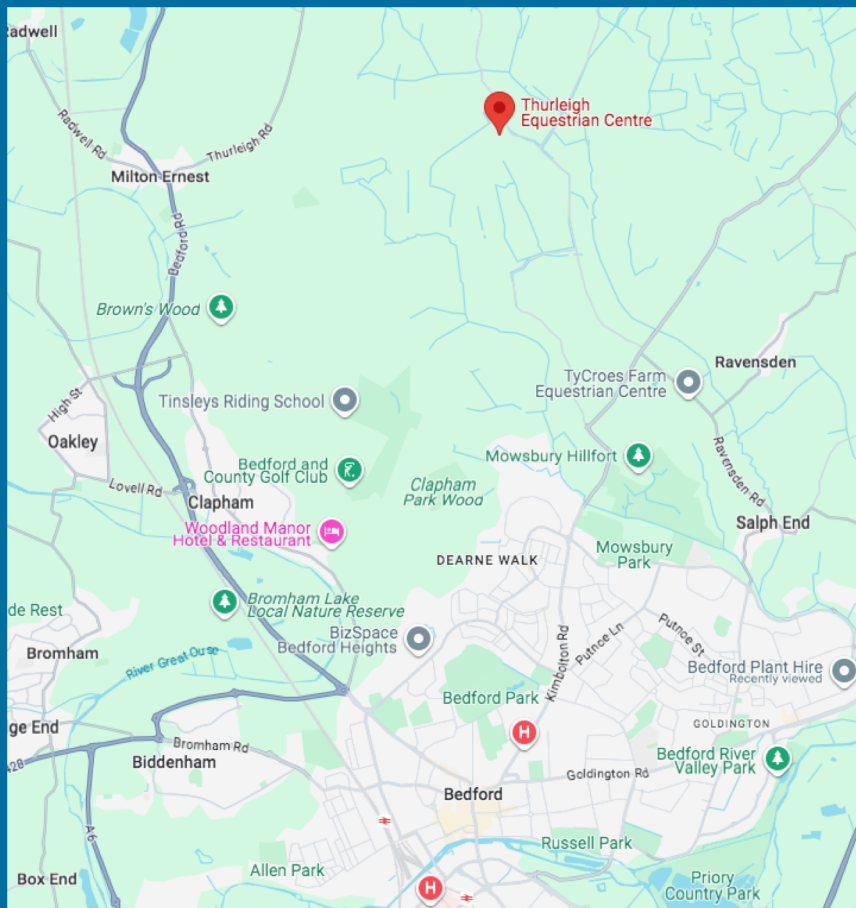 Radwell
Thurleigh
Equestrian Centre
Radwell Rd
Thurleigh Rd
Milton Ernest
Bedford Rd
Brown's Wood
Ravensden
TyCroes Farm
Equestrian Centre
Tinsleys Riding School
High St
Oakley
Ravensden Rd
Mowsbury Hillfort
Bedford and
County Golf Club
Clapham
Park Wood
Lovell Rd
Clapham
Salph End
Woodland Manor
Hotel & Restaurant
Mowsbury
Park
DEARNE WALK
de Rest
Bromham Lake
Local Nature Reserve
Putnoe Ln
Putnoe St
Kimbolton Rd
BizSpace
Bedford Heights
Bromham
River Great Ouse
Bedford Plant Hire
Recently viewed
Bedford Park
H
GOLDINGTON
ge End
Bromham Rd
Biddenham
428
Bedford River
Valley Park
Goldington Rd
Bedford
A6
Russell Park
Allen Park
Box End
H
Priory
Country Park